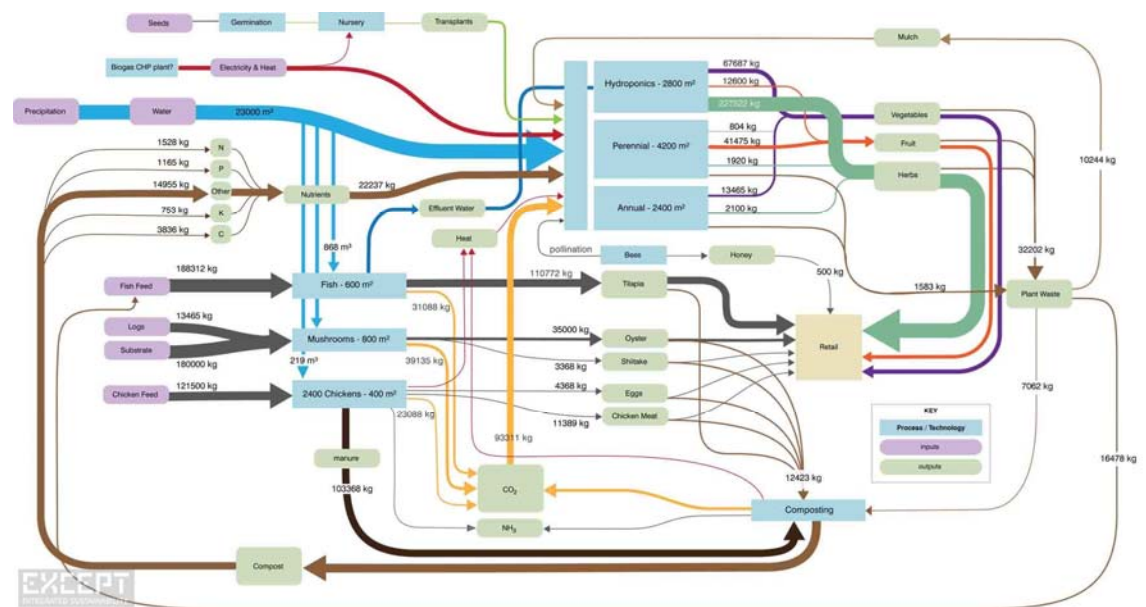 Seeds
Germination
Nursery
Transplants
Mulch
Biogas CHP plant?
Electricity & Heat
67687 kg
Hydroponics - 2800 m²
12600 kg
227322 kg
Precipitation
Water
23000 m³
Vegetables
1528 kg
N
804 kg
1165 kg
P
Perennial - 4200 m²
41475 kg
Fruit
10244 kg
14955 kg
Other
Nutrients
22237 kg
1920 kg
Herbs
753 kg
K
Effluent Water
13465 kg
3836 kg
C
Annual - 2400 m²
2100 kg
Heat
868 m³
pollination
Bees
Honey
32202 kg
188312 kg
110772 kg
500 kg
Fish Feed
Fish - 600 m²
Tilapia
1583 kg
Plant Waste
31088 kg
13465 kg
Logs
35000 kg
Mushrooms - 800 m²
Oyster
Retail
Substrate
39135 kg
Shiitake
180000 kg
219 m³
3368 kg
121500 kg
4368 kg
7062 kg
Chicken Feed
2400 Chickens - 400 m²
Eggs
23088 kg
Chicken Meat
11389 kg
KEY
Process / Technology
inputs
outputs
93311 kg
manure
16478 kg
103368 kg
12423 kg
CO₂
Composting
NH₃
Compost
EXCEPT
INTEGRATED SUSTAINABILITY